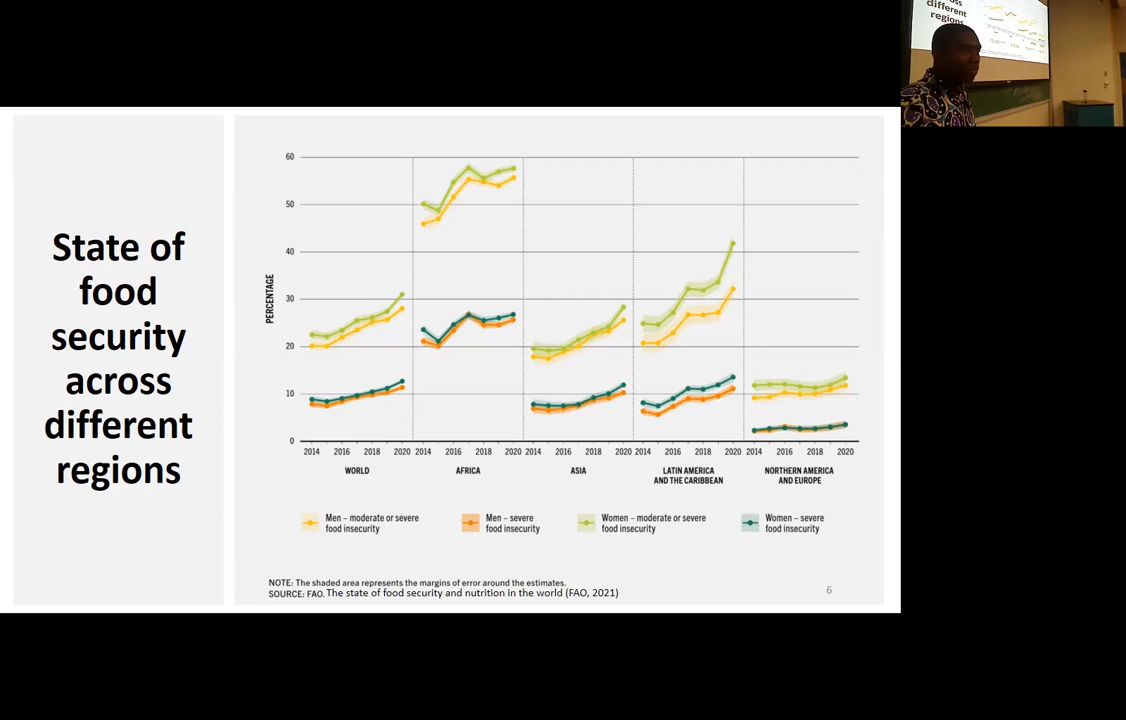 State of
food
security
across
different
regions
60
50
40
30
20
10
0
PERCENTAGE
2014 2016 2018 2020 2014 2016 2018 2020 2014 2016 2018 2020 2014 2016 2018 2020 2014 2016 2018 2020
WORLD
AFRICA
ASIA
LATIN AMERICA
AND THE CARIBBEAN
NORTHERN AMERICA
AND EUROPE
Men – moderate or severe
food insecurity
Men – severe
food insecurity
Women – moderate or severe
food insecurity
Women – severe
food insecurity
NOTE: The shaded area represents the margins of error around the estimates.
SOURCE: FAO. The state of food security and nutrition in the world (FAO, 2021)
6
different
regions